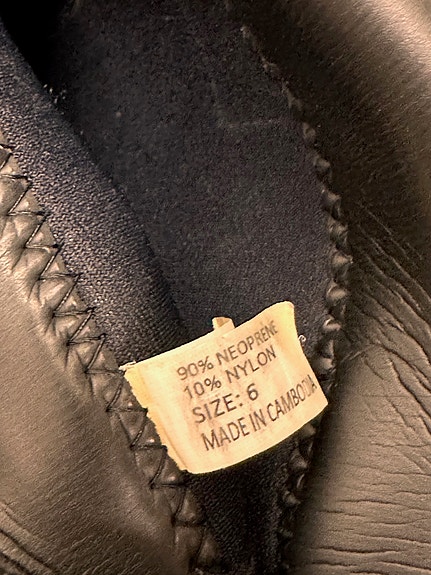 90% NEOPRENE
10% NYLON
SIZE: 6
MADE IN CAMBODIA